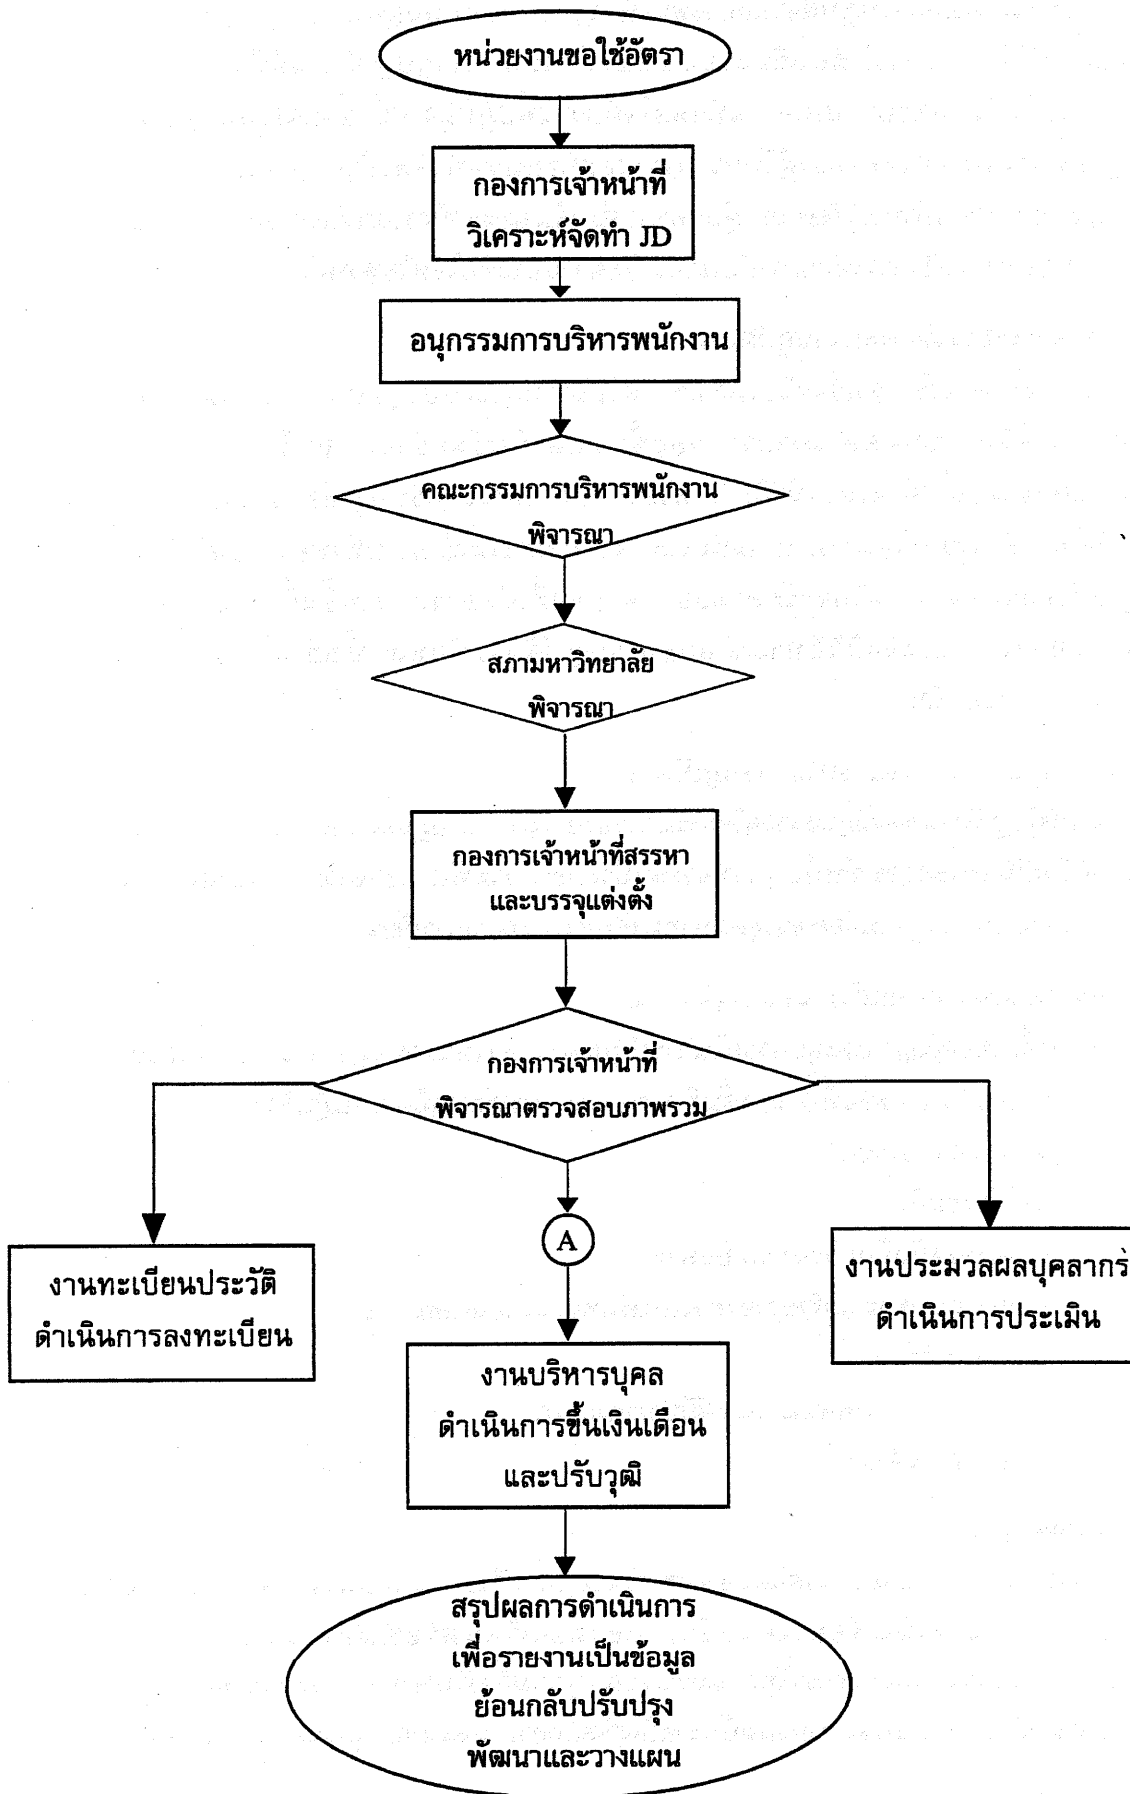 หน่วยงานขอใช้อัตรา
กองการเจ้าหน้าที่
วิเคราะห์จัดทำ JD
อนุกรรมการบริหารพนักงาน
คณะกรรมการบริหารพนักงาน
พิจารณา
สภามหาวิทยาลัย
พิจารณา
กองการเจ้าหน้าที่สรรหา
และบรรจุแต่งตั้ง
กองการเจ้าหน้าที่
พิจารณาตรวจสอบภาพรวม
งานทะเบียนประวัติ
ดำเนินการลงทะเบียน
A
งานประมวลผลบุคลากร
ดำเนินการประเมิน
งานบริหารบุคล
ดำเนินการขึ้นเงินเดือน
และปรับวุฒิ
สรุปผลการดำเนินการ
เพื่อรายงานเป็นข้อมูล
ย้อนกลับปรับปรุง
พัฒนาและวางแผน